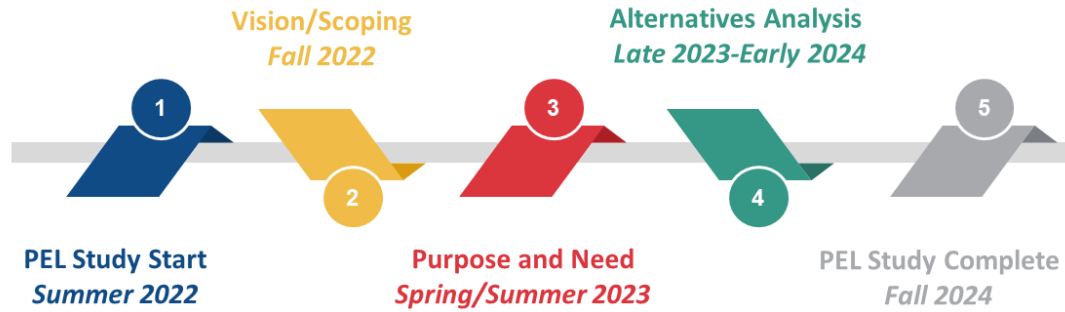 Vision/Scoping
Fall 2022
Alternatives Analysis
Late 2023-Early 2024
1
2
3
4
5
PEL Study Start
Summer 2022
Purpose and Need
Spring/Summer 2023
PEL Study Complete
Fall 2024